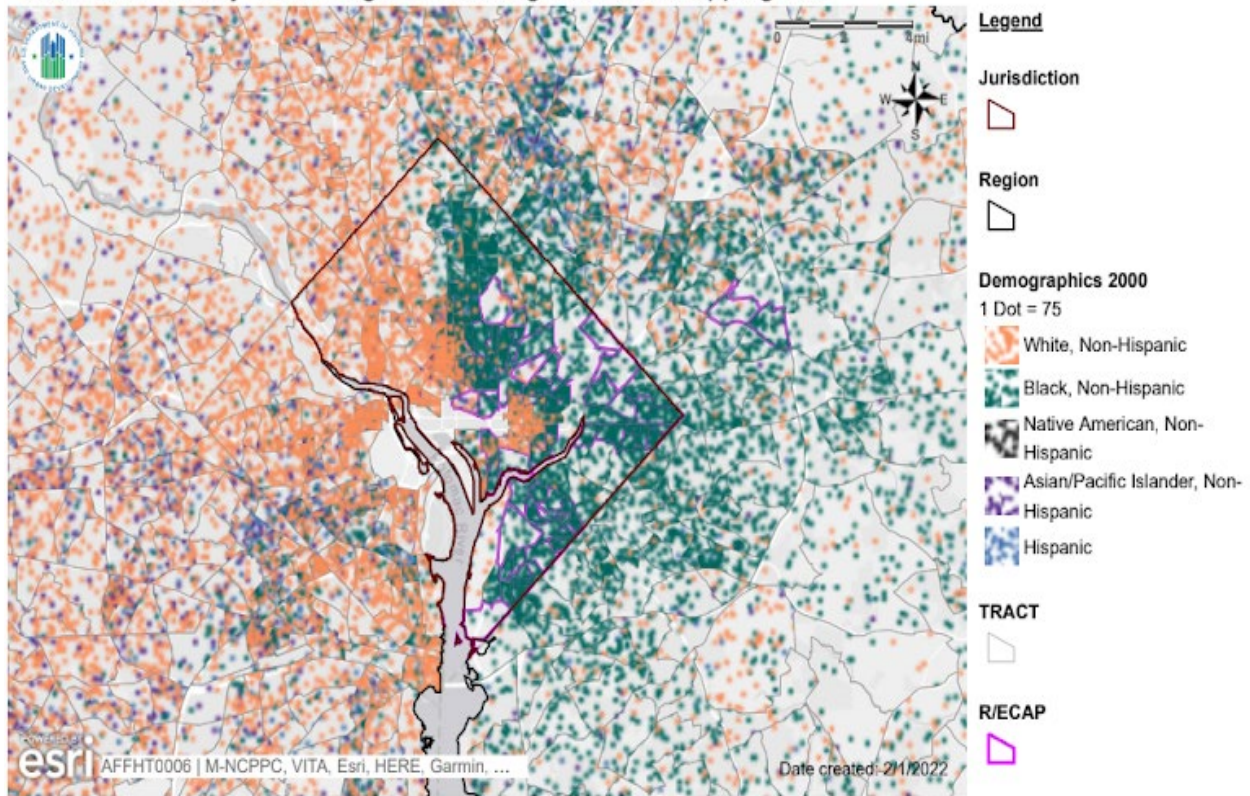 0 2 4mi
N
W E
S
Legend
Jurisdiction
Region
Demographics 2000
1 Dot = 75
White, Non-Hispanic
Black, Non-Hispanic
Native American, Non-
Hispanic
Asian/Pacific Islander, Non-
Hispanic
Hispanic
TRACT
R/ECAP
POWERED BY
esri
AFFHT0006 | M-NCPPC, VITA, Esri, HERE, Garmin, ...
Date created: 2/1/2022